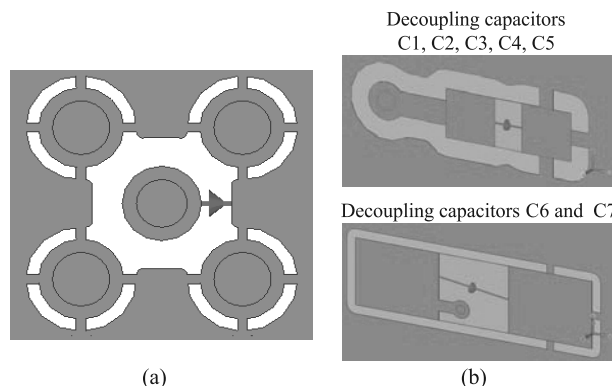 Decoupling capacitors
C1, C2, C3, C4, C5
Decoupling capacitors C6 and C7
(a)
(b)